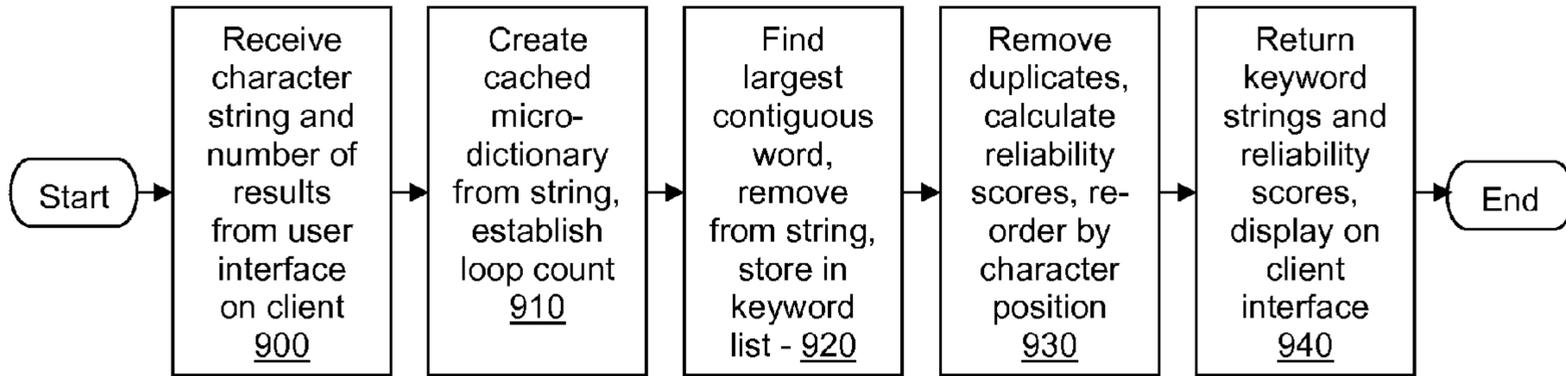 Start
Receive
character
string and
number of
results
from user
interface
on client
900
Create
cached
micro-
dictionary
from string,
establish
loop count
910
Find
largest
contiguous
word,
remove
from string,
store in
keyword
list - 920
Remove
duplicates,
calculate
reliability
scores, re-
order by
character
position
930
Return
keyword
strings and
reliability
scores,
display on
client
interface
940
End